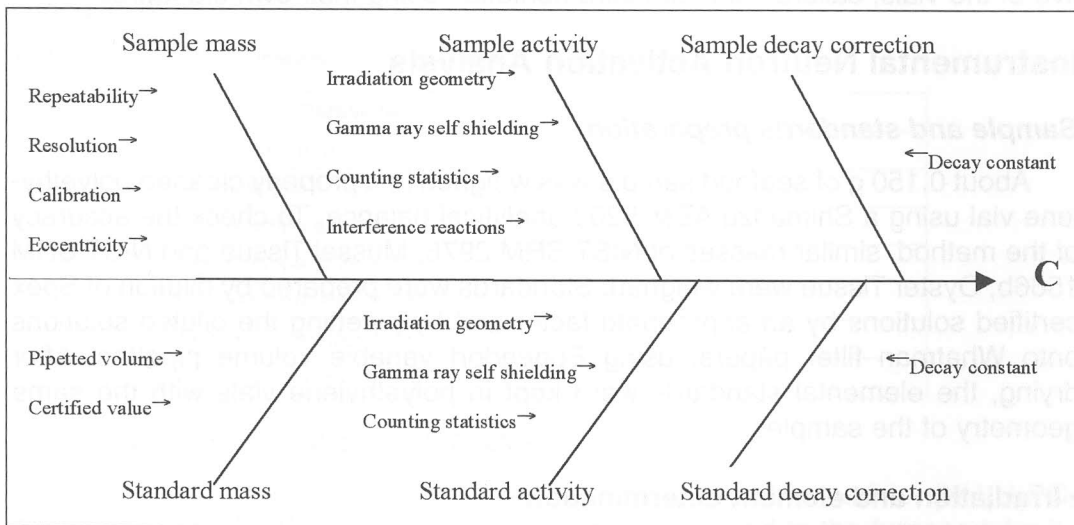 Sample mass
Sample activity
Sample decay correction
Irradiation geometry→
Repeatability→
Gamma ray self shielding→
Resolution →
←Decay constant
Counting statistics→
Calibration →
Interference reactions→
Eccentricity→
C
Irradiation geometry→
Pipetted volume→
Gamma ray self shielding→
←Decay constant
Certified value→
Counting statistics→
Standard mass
Standard activity
Standard decay correction